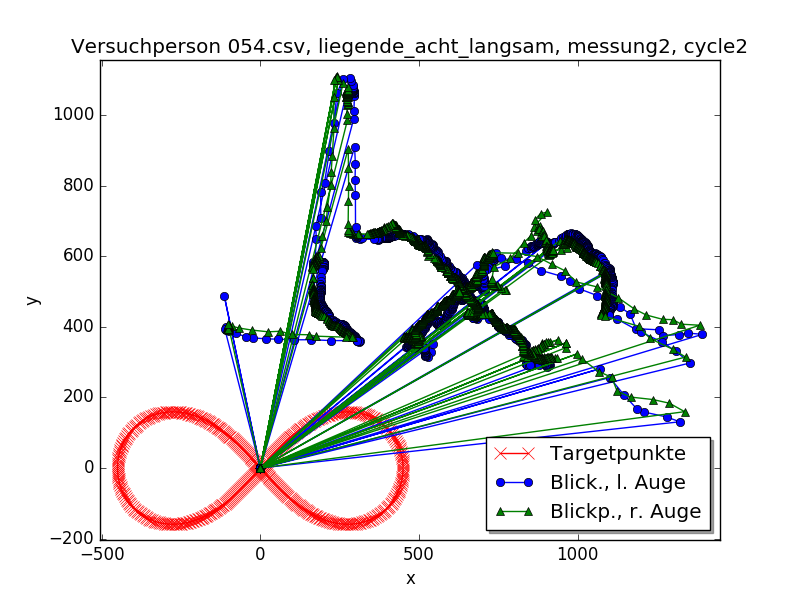 Versuchperson 054.csv, liegende_acht_langsam, messung2, cycle2
y
1000
800
600
400
200
0
−200
−500
0
500
1000
x
Targetpunkte
Blick., l. Auge
Blickp., r. Auge